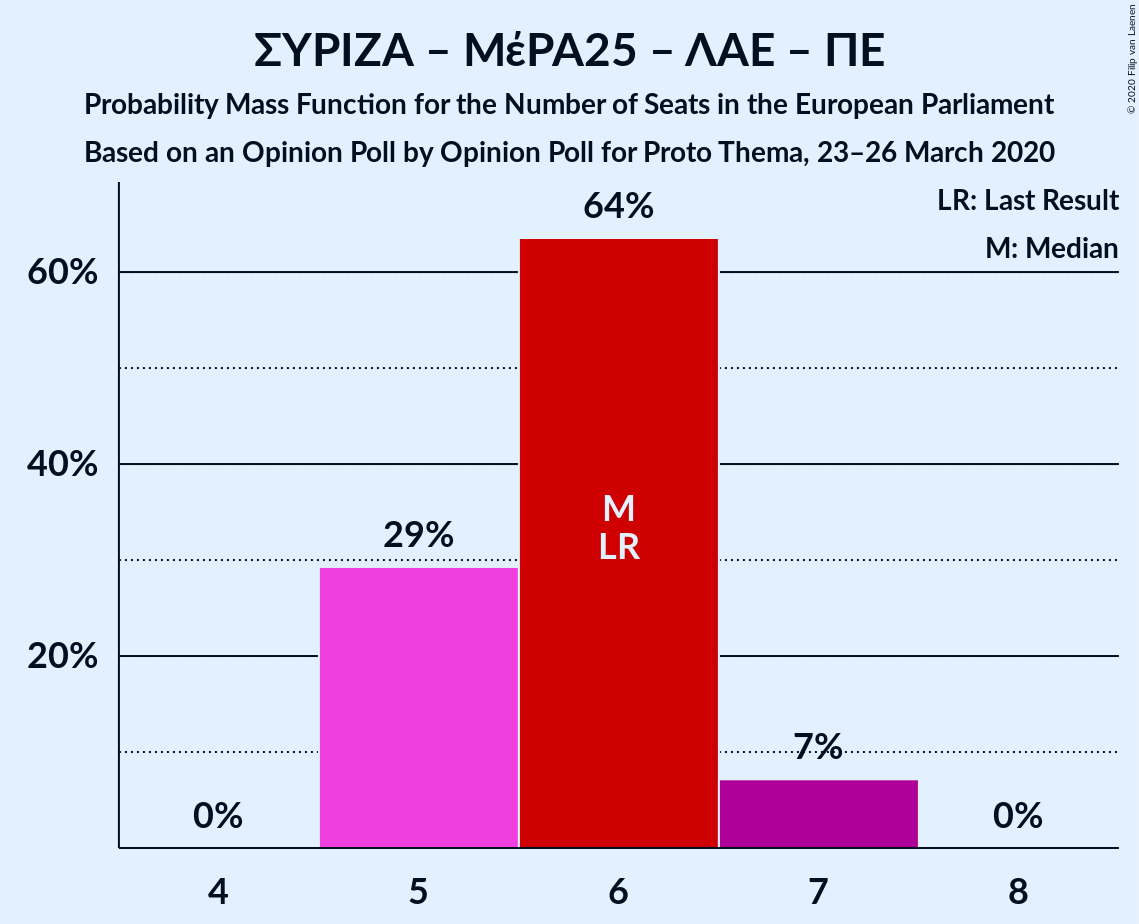 ΣΥΡΙΖΑ – ΜέΡΑ25 – ΛΑΕ – ΠΕ
Probability Mass Function for the Number of Seats in the European Parliament
Based on an Opinion Poll by Opinion Poll for Proto Thema, 23–26 March 2020
© 2020 Filip van Laenen
LR: Last Result
M: Median
64%
60%
M
LR
40%
29%
20%
7%
0%
0%
4 5 6 7 8